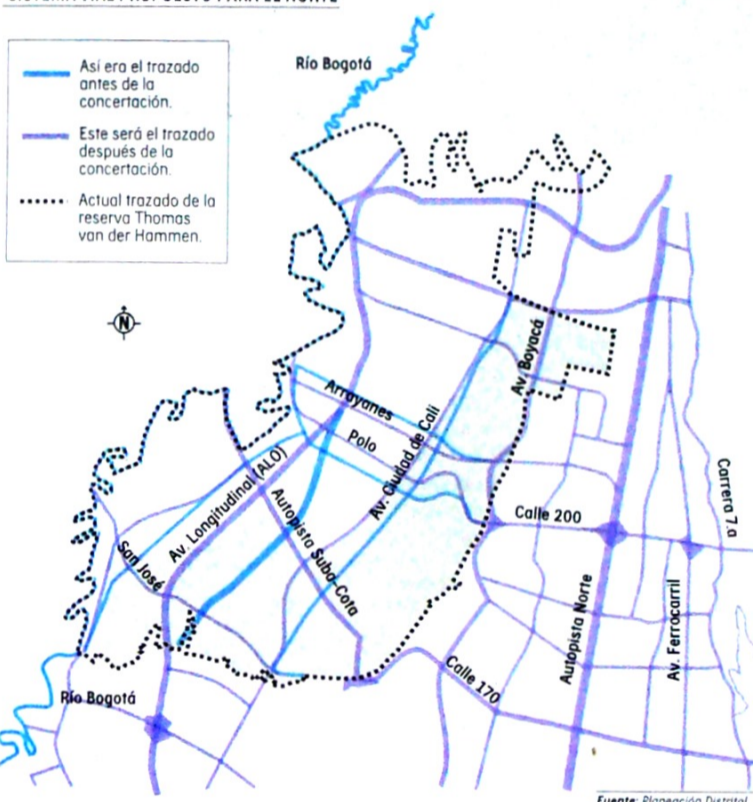 Así era el trazado
antes de la
concertación.
Este será el trazado
después de la
concertación.
Actual trazado de la
reserva Thomas
van der Hammen.
Río Bogotá
N
Arrayanes
Polo
Av. Boyacá
Av. Ciudad de Cali
Av. Longitudinal (ALO)
Autopista Suba-Cota
San José
Calle 200
Carrera 7.a
Autopista Norte
Av. Ferrocarril
Calle 170
Río Bogotá
Fuente: Planeación Distrital